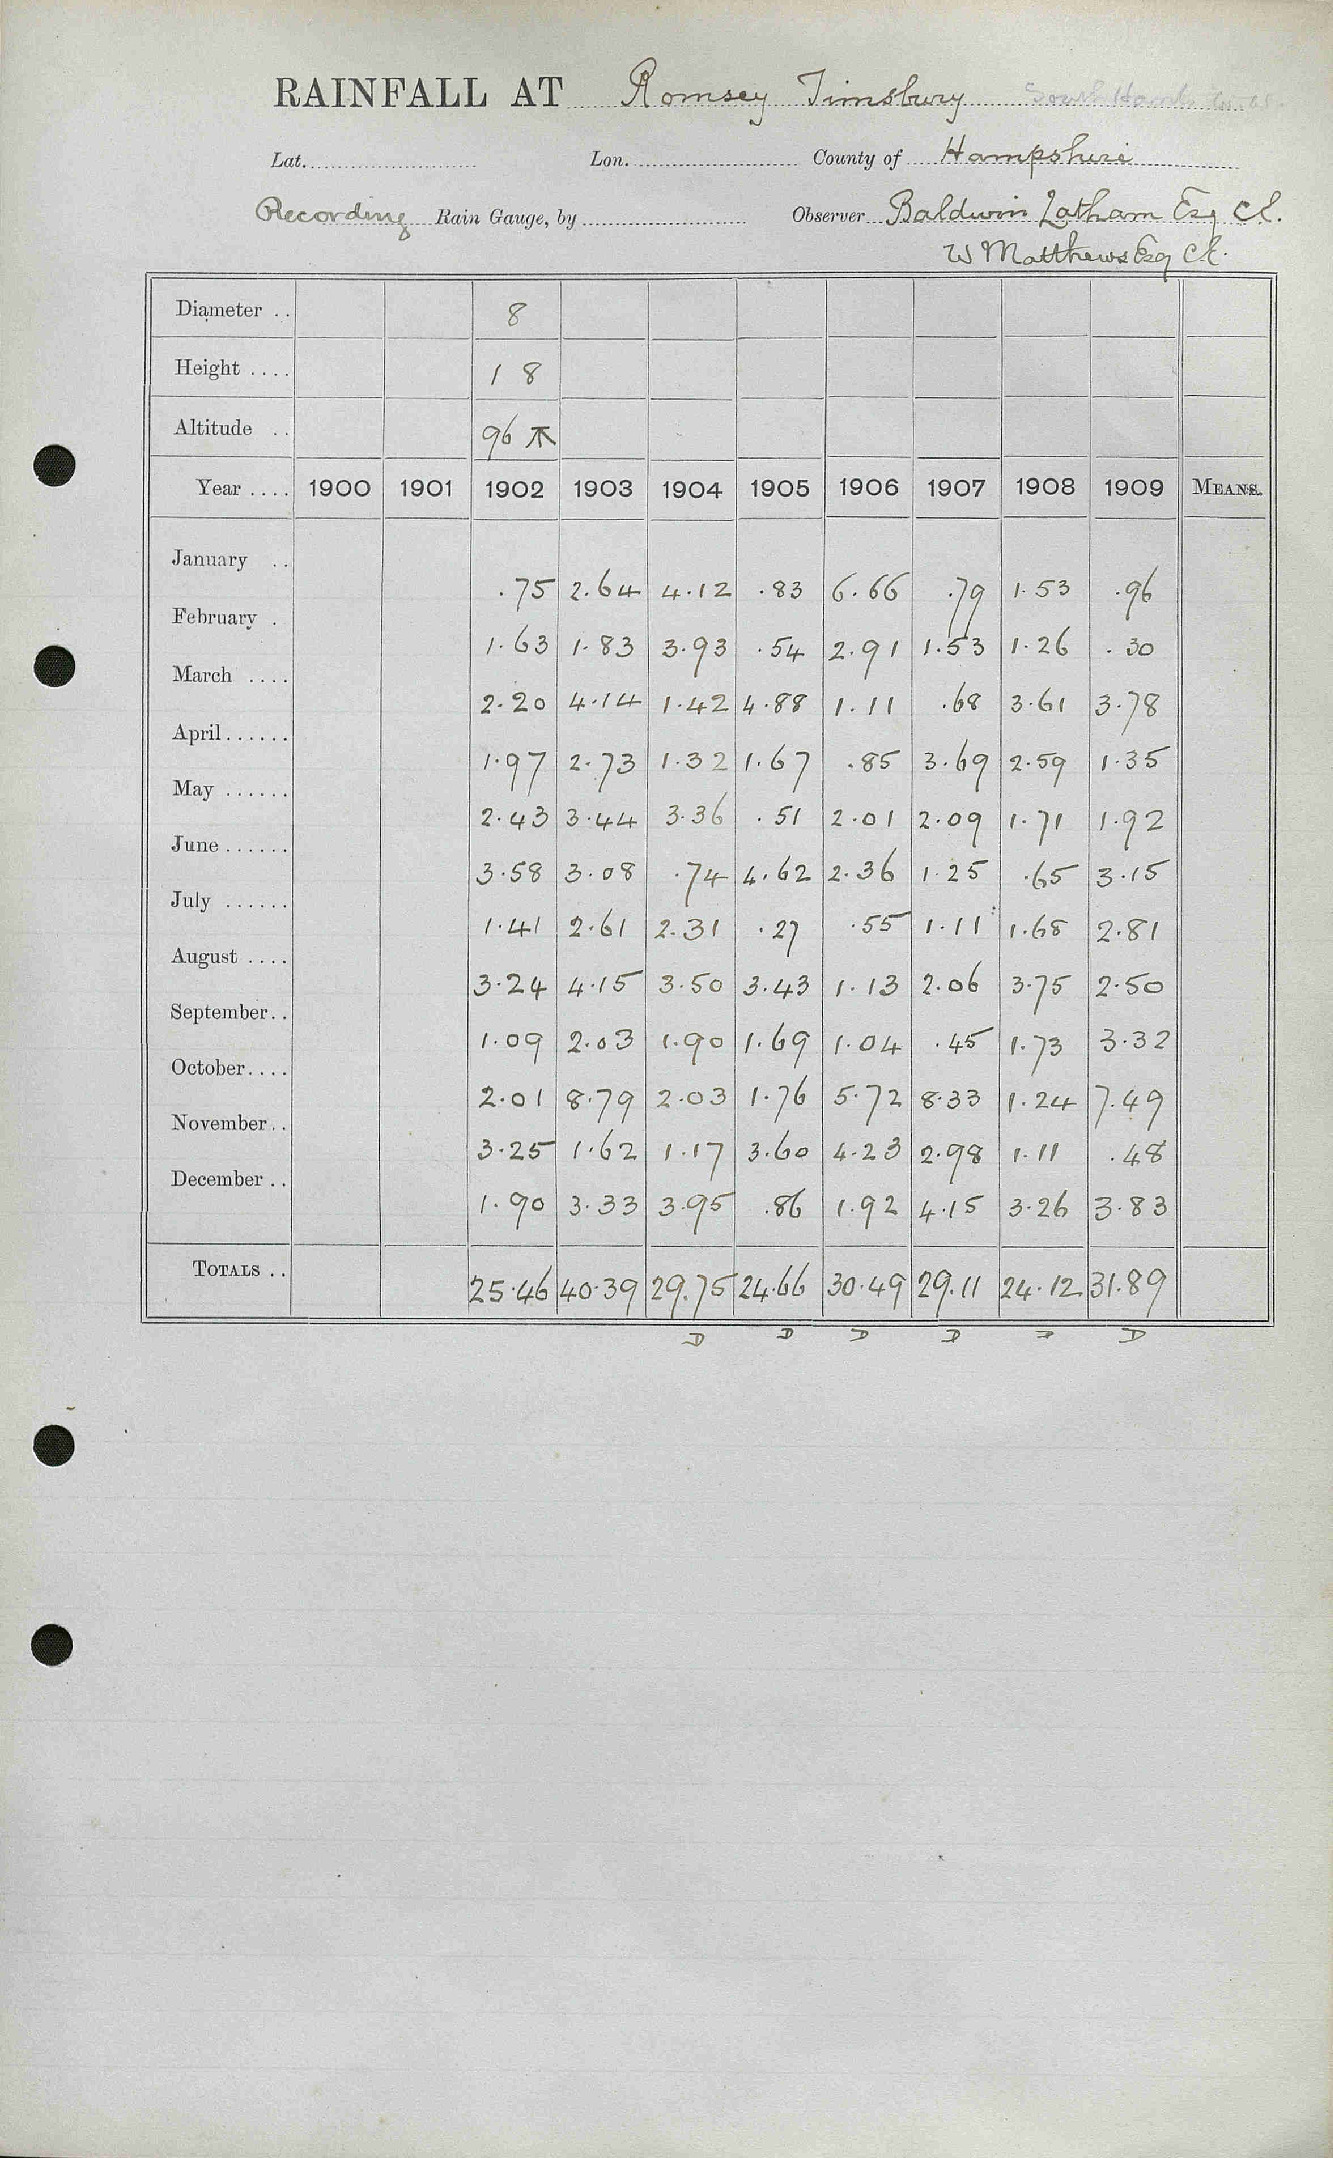 RAINFALL AT Romsey Timsbury South Hants
Lat. Lon. County of Hampshire
Recording Rain Gauge, by Observer Baldwin Latham Esq C.E.
W Matthews Esq C.E.
Diameter .. 8
Height .... 1 8
Altitude .. 96
Year .... 1900 1901 1902 1903 1904 1905 1906 1907 1908 1909 MEANS.
January .. .75 2.64 4.12 .83 6.66 .79 1.53 .96
February . 1.63 1.83 3.93 .54 2.91 1.53 1.26 .30
March .... 2.20 4.14 1.42 4.88 1.11 .68 3.61 3.78
April...... 1.97 2.73 1.32 1.67 .85 3.69 2.59 1.35
May ...... 2.43 3.44 3.36 .51 2.01 2.09 1.71 1.92
June ...... 3.58 3.08 .74 4.62 2.36 1.25 .65 3.15
July ...... 1.41 2.61 2.31 .27 .55 1.11 1.68 2.81
August .... 3.24 4.15 3.50 3.43 1.13 2.06 3.75 2.50
September.. 1.09 2.03 1.90 1.69 1.04 .45 1.73 3.32
October.... 2.01 8.79 2.03 1.76 5.72 8.33 1.24 7.49
November.. 3.25 1.62 1.17 3.60 4.23 2.98 1.11 .48
December .. 1.90 3.33 3.95 .86 1.92 4.15 3.26 3.83
TOTALS .. 25.46 40.39 29.75 24.66 30.49 29.11 24.12 31.89
D D D D D D